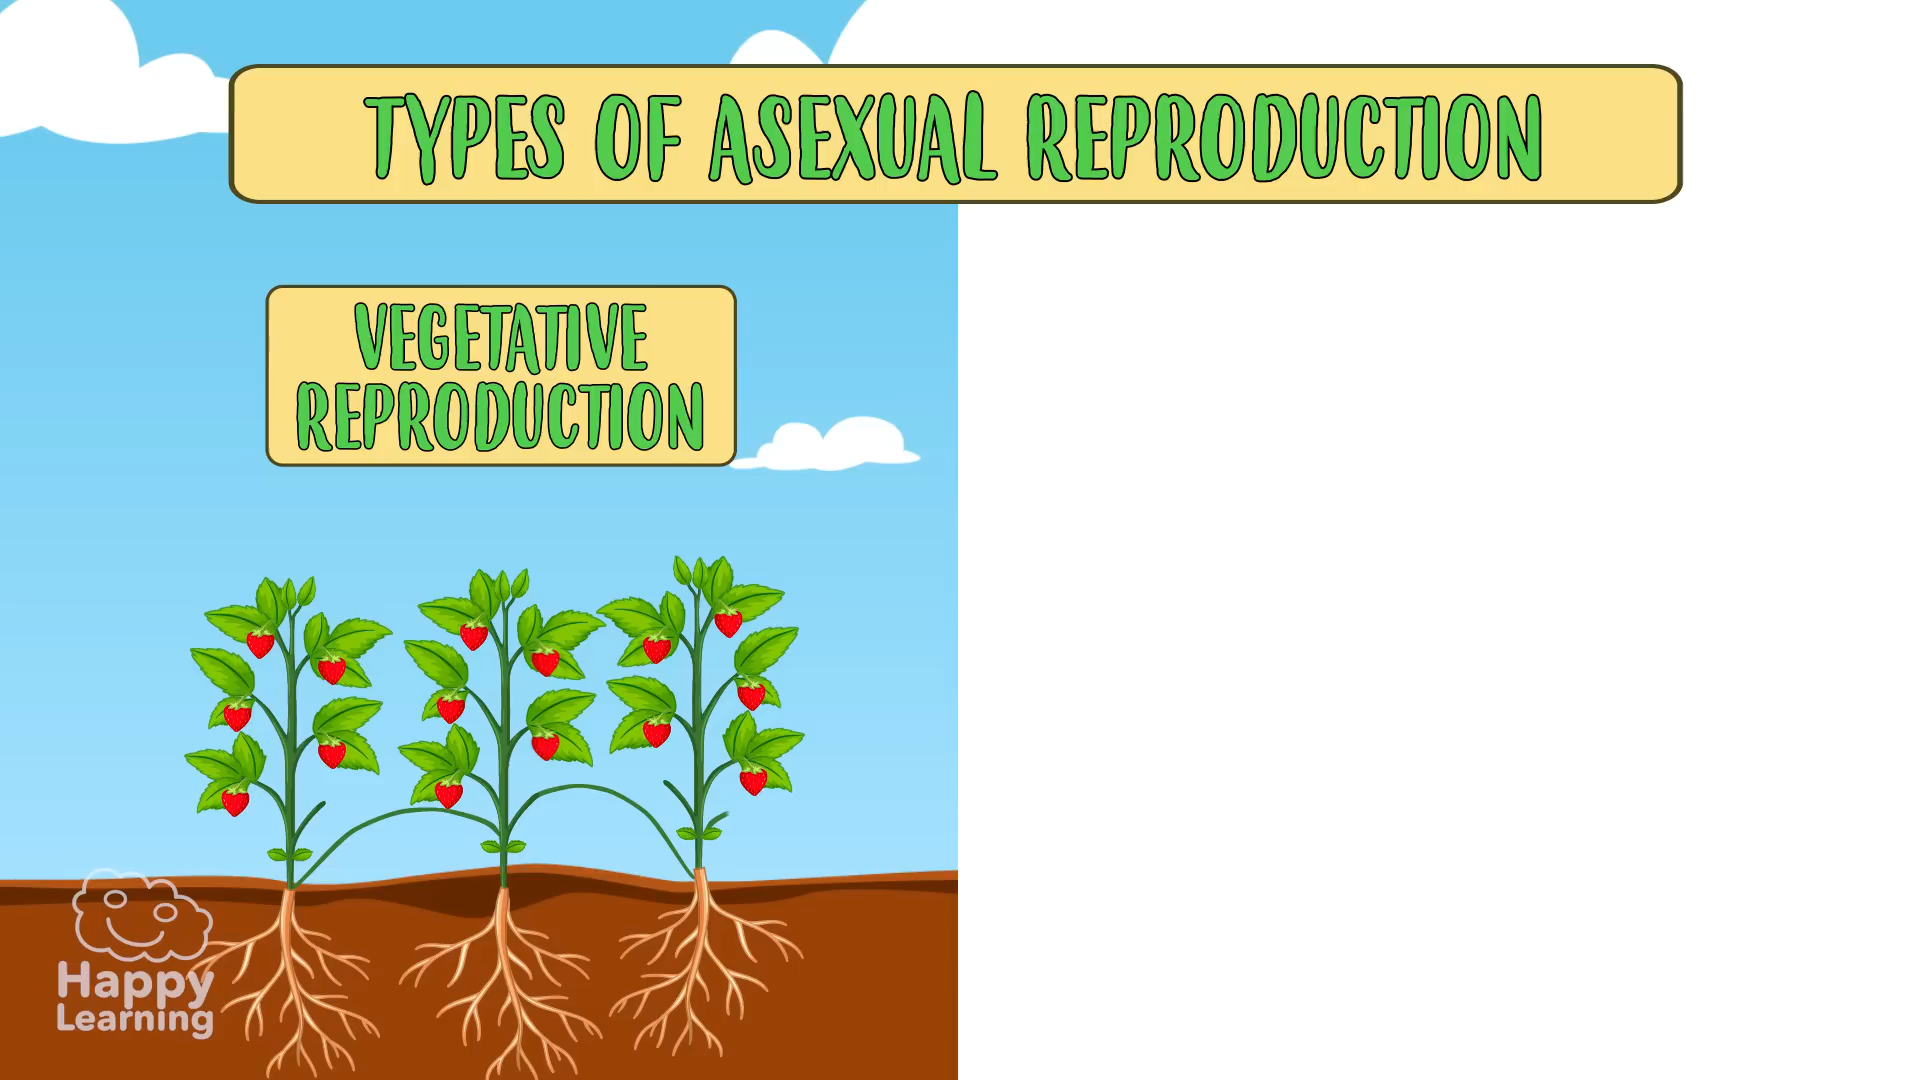 TYPES OF ASEXUAL REPRODUCTION
VEGETATIVE
REPRODUCTION
Happy
Learning